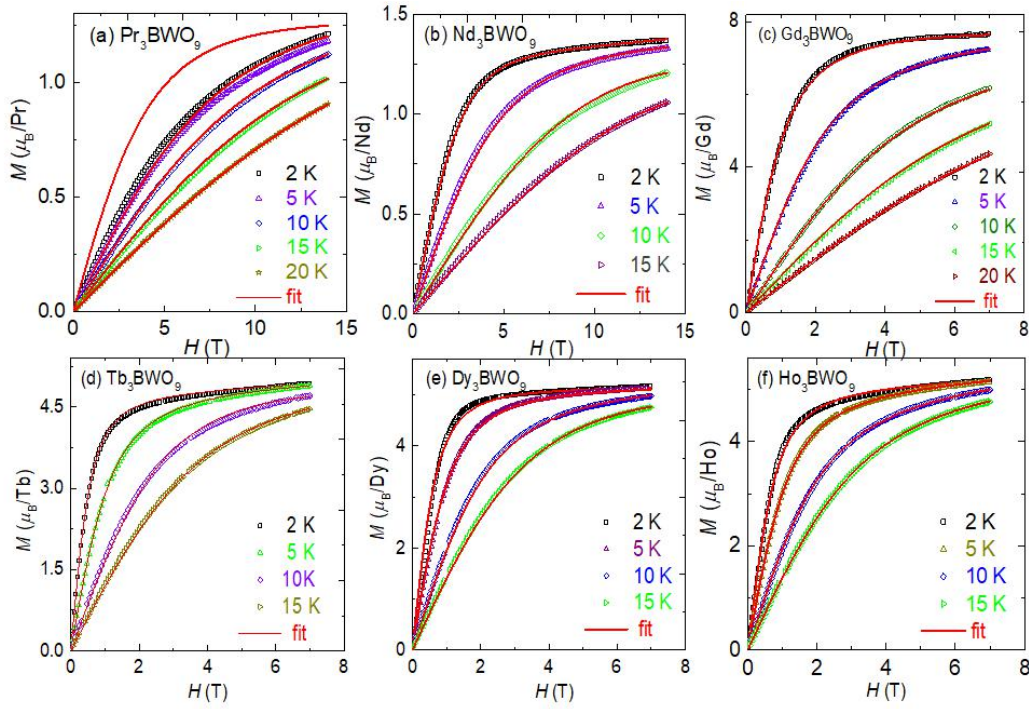 (a) Pr3BWO9
M (μB/Pr)
1.2
0.6
0.0
2 K
5 K
10 K
15 K
20 K
fit
0
5
10
15
H (T)
(b) Nd3BWO9
M (μB/Nd)
1.5
1.0
0.5
0.0
2 K
5 K
10 K
15 K
fit
0
5
10
15
H (T)
(c) Gd3BWO9
M (μB/Gd)
8
4
0
2 K
5 K
10 K
15 K
20 K
fit
0
2
4
6
8
H (T)
(d) Tb3BWO9
M (μB/Tb)
4.5
3.0
1.5
0.0
2 K
5 K
10K
15 K
fit
0
2
4
6
8
H (T)
(e) Dy3BWO9
M (μB/Dy)
4
2
0
2 K
5 K
10 K
15 K
fit
0
2
4
6
8
H (T)
(f) Ho3BWO9
M (μB/Ho)
4
2
0
2 K
5 K
10 K
15 K
fit
0
2
4
6
8
H (T)